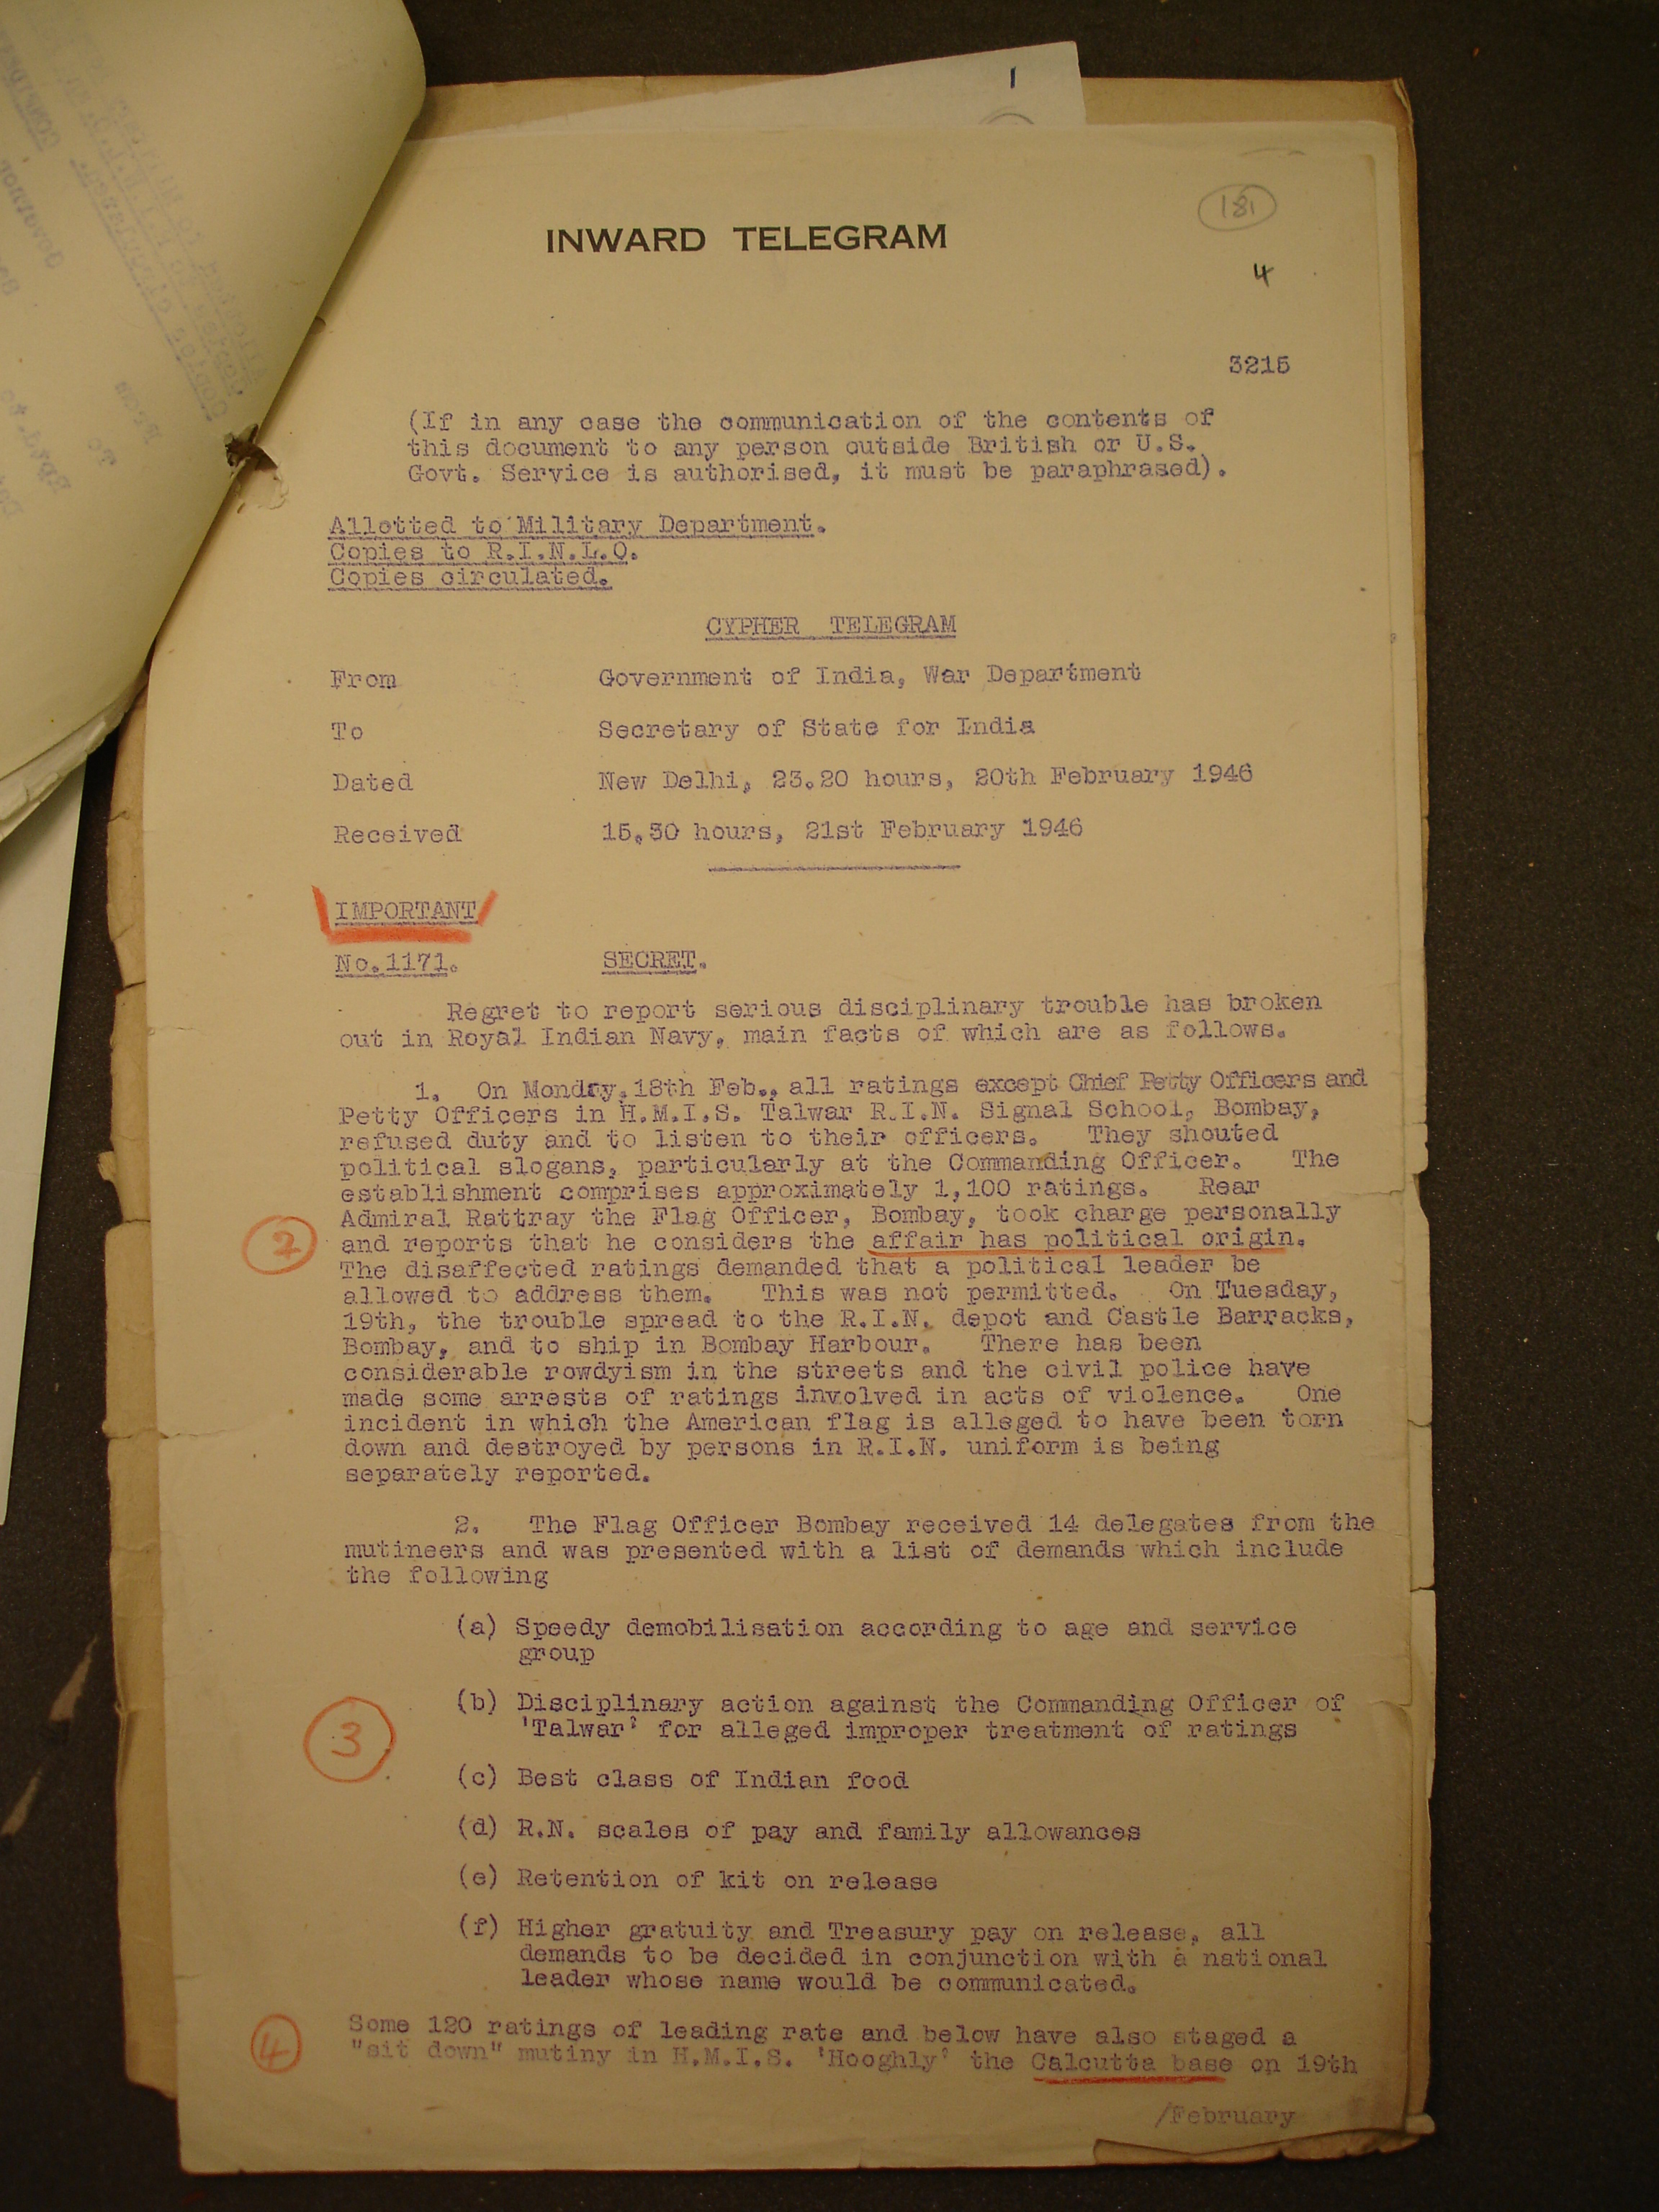 1
181
INWARD TELEGRAM
4
3215
(If in any case the communication of the contents of
this document to any person outside British or U.S.
Govt. Service is authorised, it must be paraphrased).
Allotted to Military Department.
Copies to R.I.N.L.O.
Copies circulated.
CYPHER TELEGRAM
From Government of India, War Department
To Secretary of State for India
Dated New Delhi, 23.20 hours, 20th February 1946
Received 15.30 hours, 21st February 1946
IMPORTANT
No.1171. SECRET.
Regret to report serious disciplinary trouble has broken
out in Royal Indian Navy, main facts of which are as follows.
1. On Monday, 18th Feb., all ratings except Chief Petty Officers and
Petty Officers in H.M.I.S. Talwar R.I.N. Signal School, Bombay,
refused duty and to listen to their officers. They shouted
political slogans, particularly at the Commanding Officer. The
establishment comprises approximately 1,100 ratings. Rear
Admiral Rattray the Flag Officer, Bombay, took charge personally
2 and reports that he considers the affair has political origin.
The disaffected ratings demanded that a political leader be
allowed to address them. This was not permitted. On Tuesday,
19th, the trouble spread to the R.I.N. depot and Castle Barracks,
Bombay, and to ship in Bombay Harbour. There has been
considerable rowdyism in the streets and the civil police have
made some arrests of ratings involved in acts of violence. One
incident in which the American flag is alleged to have been torn
down and destroyed by persons in R.I.N. uniform is being
separately reported.
2. The Flag Officer Bombay received 14 delegates from the
mutineers and was presented with a list of demands which include
the following
(a) Speedy demobilisation according to age and service
group
(b) Disciplinary action against the Commanding Officer of
3 'Talwar' for alleged improper treatment of ratings
(c) Best class of Indian food
(d) R.N. scales of pay and family allowances
(e) Retention of kit on release
(f) Higher gratuity and Treasury pay on release, all
demands to be decided in conjunction with a national
leader whose name would be communicated.
Some 120 ratings of leading rate and below have also staged a
4 "sit down" mutiny in H.M.I.S. 'Hooghly' the Calcutta base on 19th
/February